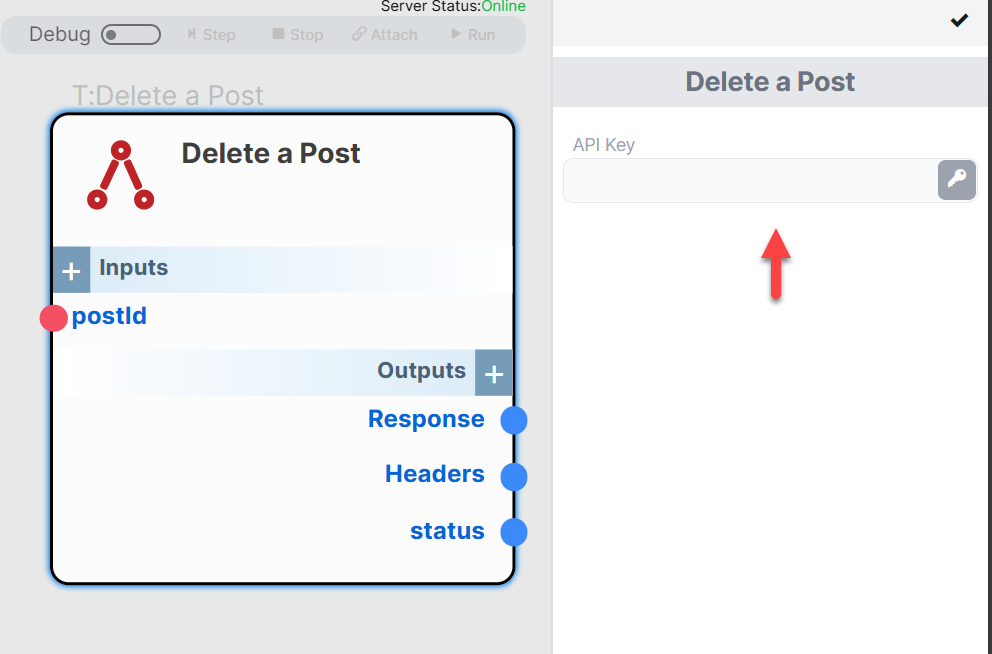 Server Status:Online
Debug Step Stop Attach Run
T:Delete a Post
Delete a Post
Inputs
postId
Outputs
Response
Headers
status
Delete a Post
API Key